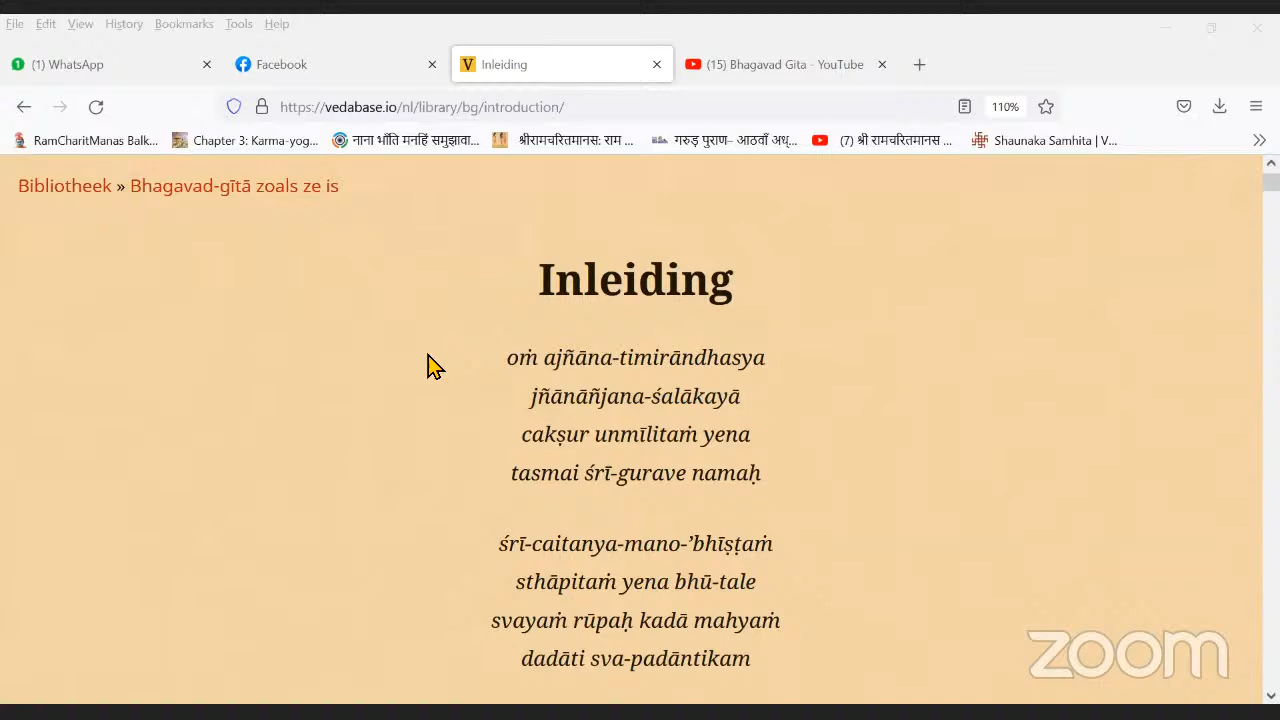 File Edit View History Bookmarks Tools Help
1 (1) WhatsApp
Facebook
V Inleiding
(15) Bhagavad Gita - YouTube
https://vedabase.io/nl/library/bg/introduction/
110%
RamCharitManas Balk...
Chapter 3: Karma-yog...
नाना भाँति मनहिं समुझावा...
श्रीरामचरितमानस: राम ...
गरुड़ पुराण– आठवाँ अध्...
(7) श्री रामचरितमानस ...
Shaunaka Samhita | V...
Bibliotheek » Bhagavad-gītā zoals ze is
Inleiding
oṁ ajñāna-timirāndhasya
jñānāñjana-śalākayā
cakṣur unmīlitaṁ yena
tasmai śrī-gurave namaḥ
śrī-caitanya-mano-’bhīṣṭaṁ
sthāpitaṁ yena bhū-tale
svayaṁ rūpaḥ kadā mahyaṁ
dadāti sva-padāntikam
zoom